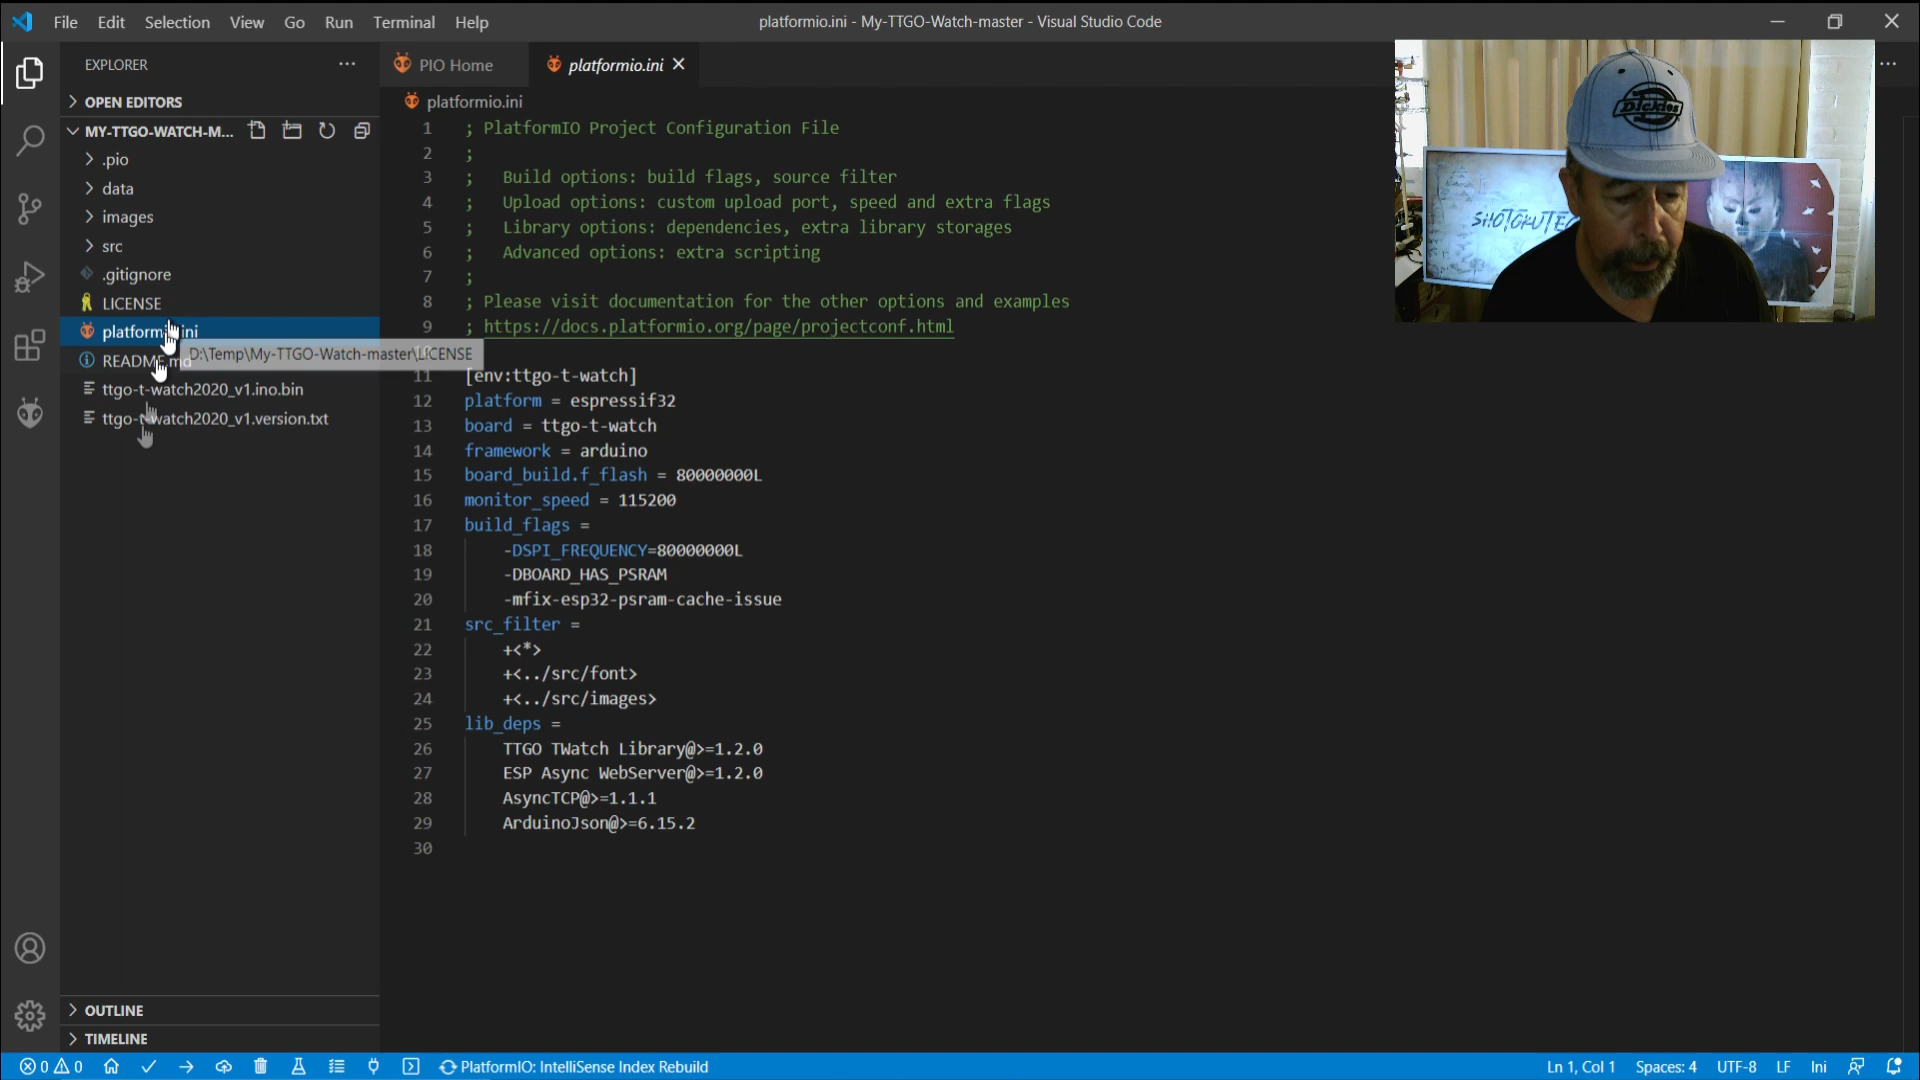 File Edit Selection View Go Run Terminal Help
platformio.ini - My-TTGO-Watch-master - Visual Studio Code
EXPLORER
OPEN EDITORS
MY-TTGO-WATCH-M...
.pio
data
images
src
.gitignore
LICENSE
platformio.ini
README.md
D:\Temp\My-TTGO-Watch-master\LICENSE
ttgo-t-watch2020_v1.ino.bin
ttgo-t-watch2020_v1.version.txt
OUTLINE
TIMELINE
PIO Home
platformio.ini
platformio.ini
1 ; PlatformIO Project Configuration File
2 ;
3 ; Build options: build flags, source filter
4 ; Upload options: custom upload port, speed and extra flags
5 ; Library options: dependencies, extra library storages
6 ; Advanced options: extra scripting
7 ;
8 ; Please visit documentation for the other options and examples
9 ; https://docs.platformio.org/page/projectconf.html
10
11 [env:ttgo-t-watch]
12 platform = espressif32
13 board = ttgo-t-watch
14 framework = arduino
15 board_build.f_flash = 80000000L
16 monitor_speed = 115200
17 build_flags =
18 -DSPI_FREQUENCY=80000000L
19 -DBOARD_HAS_PSRAM
20 -mfix-esp32-psram-cache-issue
21 src_filter =
22 +<*>
23 +<../src/font>
24 +<../src/images>
25 lib_deps =
26 TTGO TWatch Library@>=1.2.0
27 ESP Async WebServer@>=1.2.0
28 AsyncTCP@>=1.1.1
29 ArduinoJson@>=6.15.2
30
Dickies
0 0 PlatformIO: IntelliSense Index Rebuild
Ln 1, Col 1 Spaces: 4 UTF-8 LF Ini